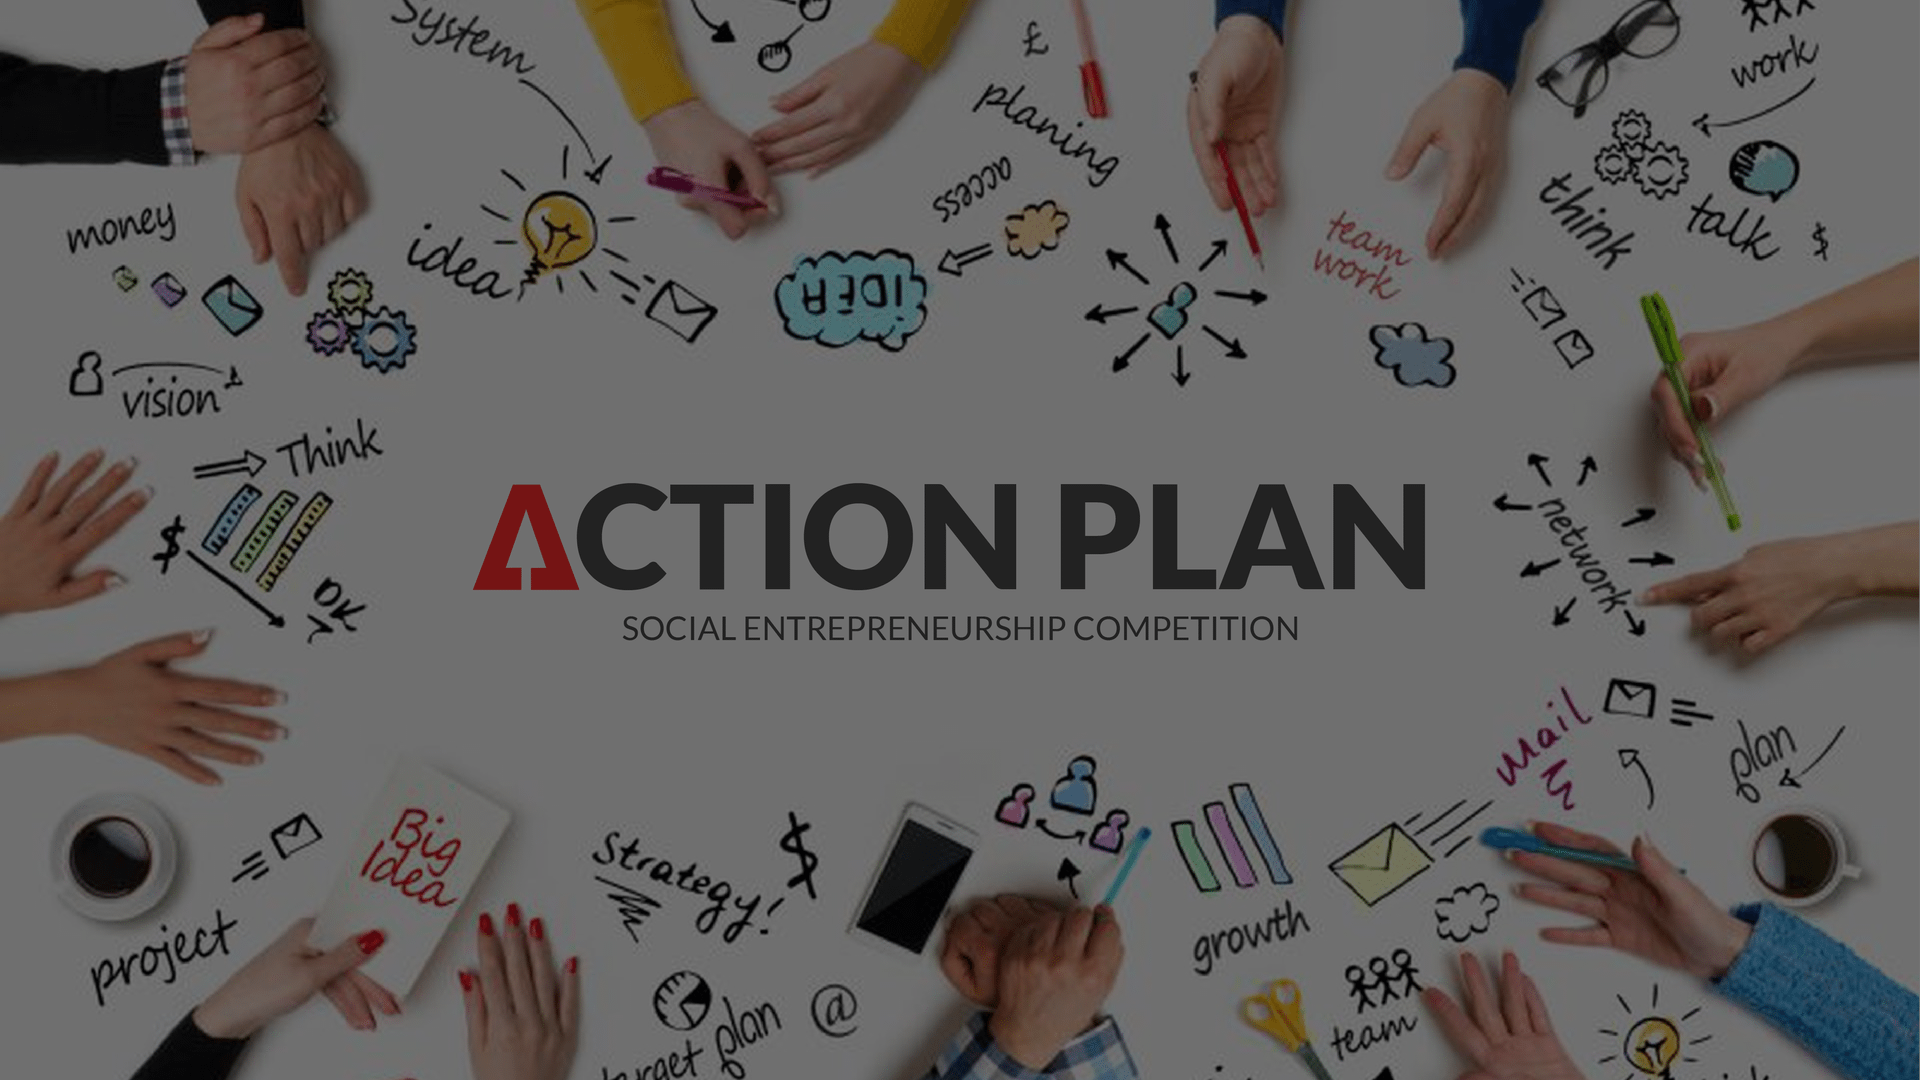 System
£
planing
work
access
think
talk
$
money
idea
IDEA
team
work
vision
Think
$
OK
network
ACTION PLAN
SOCIAL ENTREPRENEURSHIP COMPETITION
mail
plan
Big
Idea
Strategy!
$
project
growth
team
@
target plan